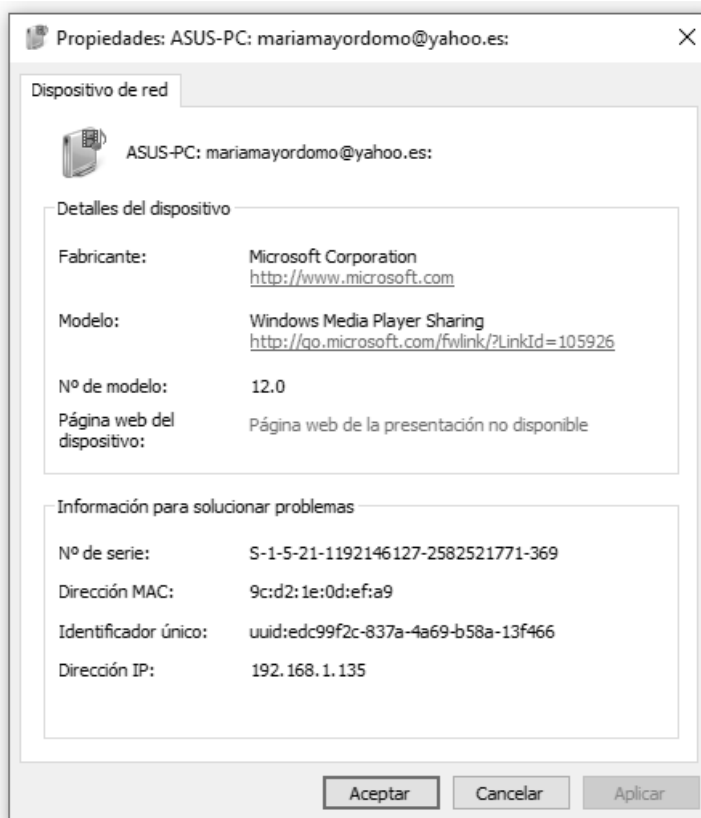 Propiedades: ASUS-PC: mariamayordomo@yahoo.es:
Dispositivo de red
ASUS-PC: mariamayordomo@yahoo.es:
Detalles del dispositivo
Fabricante: Microsoft Corporation
http://www.microsoft.com
Modelo: Windows Media Player Sharing
http://go.microsoft.com/fwlink/?LinkId=105926
Nº de modelo: 12.0
Página web del
dispositivo: Página web de la presentación no disponible
Información para solucionar problemas
Nº de serie: S-1-5-21-1192146127-2582521771-369
Dirección MAC: 9c:d2:1e:0d:ef:a9
Identificador único: uuid:edc99f2c-837a-4a69-b58a-13f466
Dirección IP: 192.168.1.135
Aceptar Cancelar Aplicar